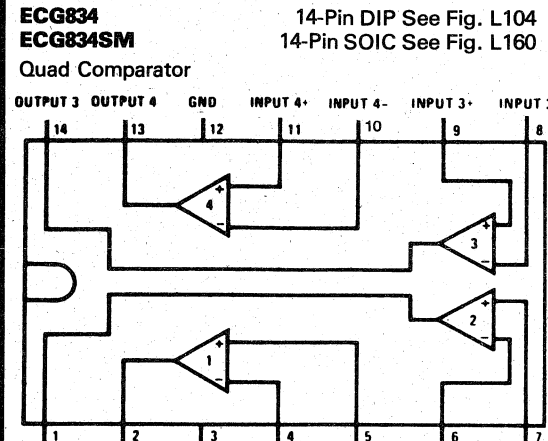 ECG834 14-Pin DIP See Fig. L104
ECG834SM 14-Pin SOIC See Fig. L160
Quad Comparator
OUTPUT 3 OUTPUT 4 GND INPUT 4+ INPUT 4- INPUT 3+ INPUT
14 13 12 11 10 9 8
+
4
-
+
3
-
+
2
-
+
1
-
1 2 3 4 5 6 7